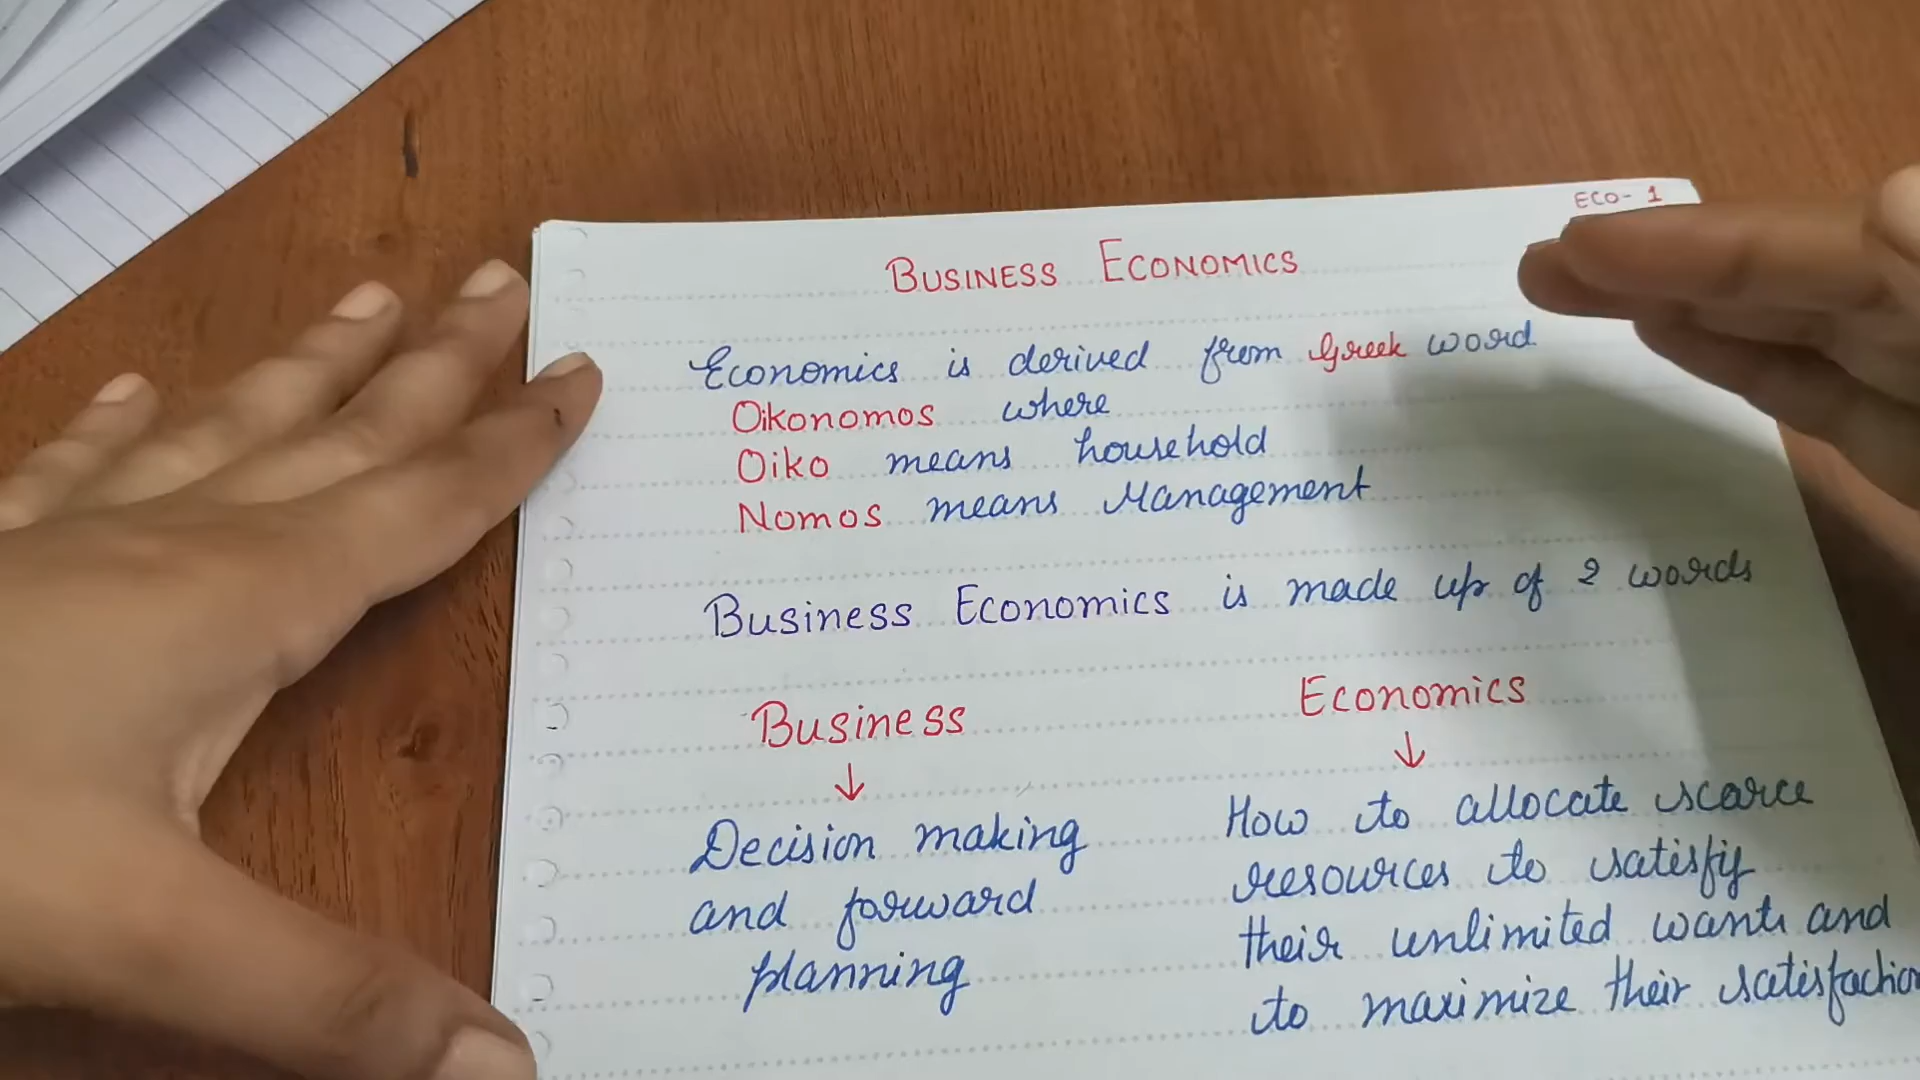 ECO- 1
BUSINESS ECONOMICS
Economics is derived from Greek word
Oikonomos where
Oiko means household
Nomos means Management
Business Economics is made up of 2 words
Business
Economics
↓
↓
Decision making
and forward
planning
How to allocate scarce
resources to satisfy
their unlimited wants and
to maximize their satisfaction